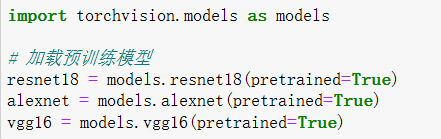 import torchvision.models as models
# 加载预训练模型
resnet18 = models.resnet18(pretrained=True)
alexnet = models.alexnet(pretrained=True)
vgg16 = models.vgg16(pretrained=True)